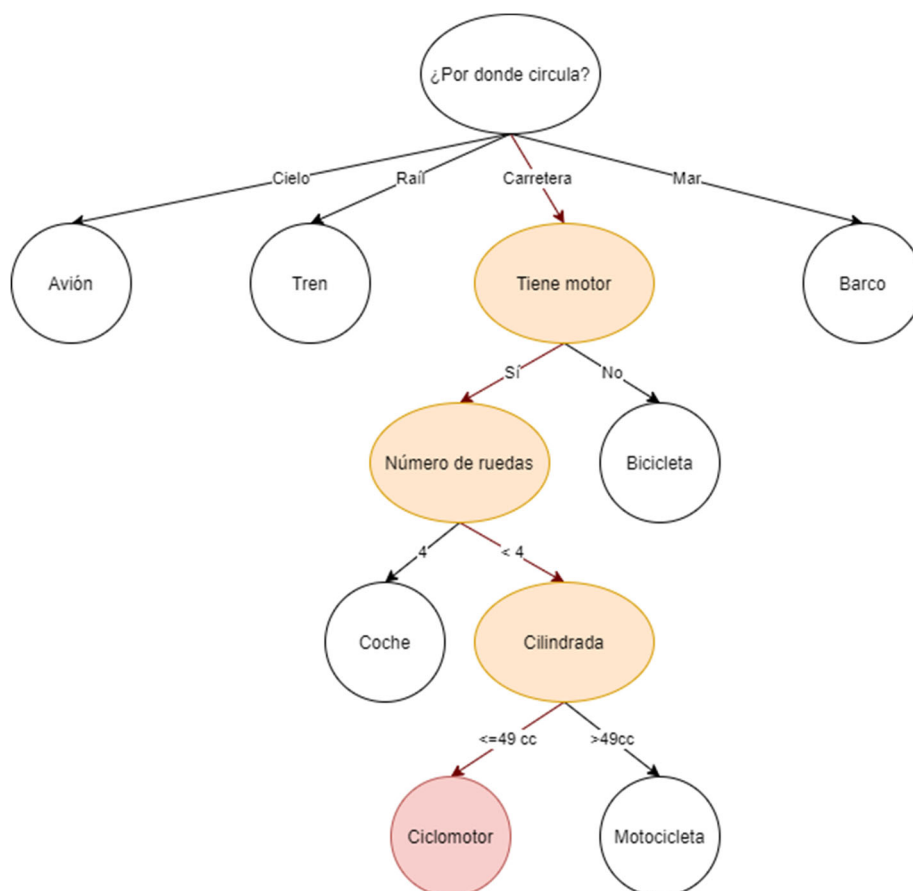 ¿Por donde circula?
Cielo
Raíl
Carretera
Mar
Avión
Tren
Tiene motor
Barco
Sí
No
Número de ruedas
Bicicleta
4
< 4
Coche
Cilindrada
<=49 cc
>49cc
Ciclomotor
Motocicleta